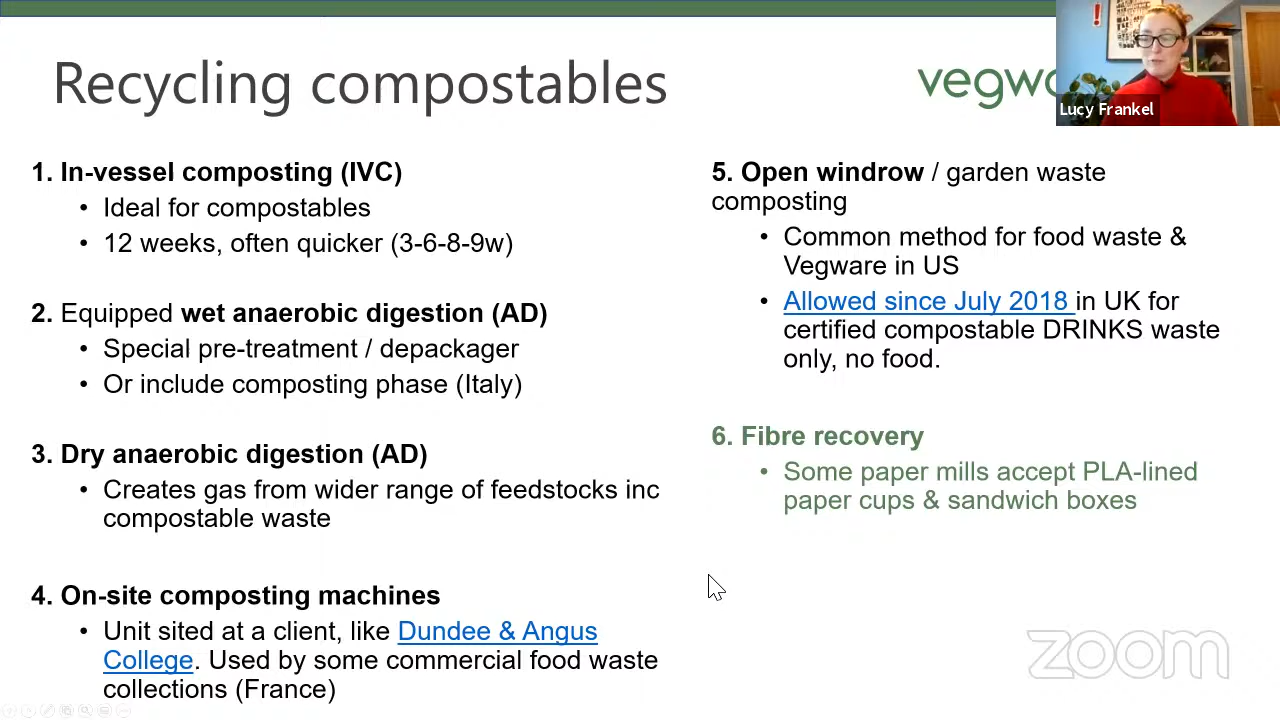 Recycling compostables
vegwa
Lucy Frankel
1. In-vessel composting (IVC)
• Ideal for compostables
• 12 weeks, often quicker (3-6-8-9w)
2. Equipped wet anaerobic digestion (AD)
• Special pre-treatment / depackager
• Or include composting phase (Italy)
3. Dry anaerobic digestion (AD)
• Creates gas from wider range of feedstocks inc
compostable waste
4. On-site composting machines
• Unit sited at a client, like Dundee & Angus
College. Used by some commercial food waste
collections (France)
5. Open windrow / garden waste
composting
• Common method for food waste &
Vegware in US
• Allowed since July 2018 in UK for
certified compostable DRINKS waste
only, no food.
6. Fibre recovery
• Some paper mills accept PLA-lined
paper cups & sandwich boxes
zoom